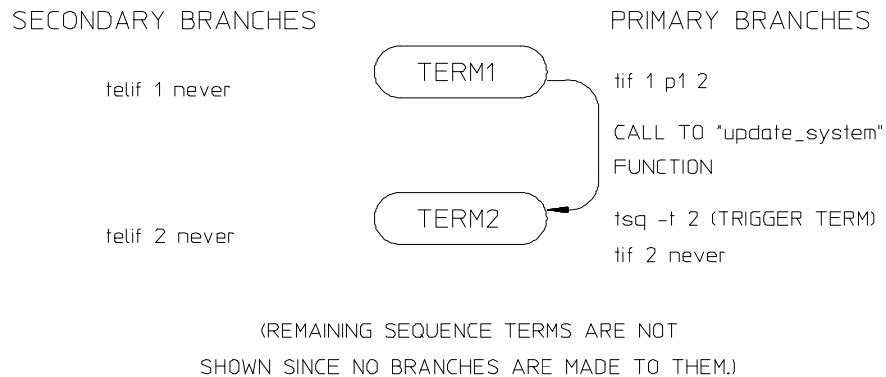 SECONDARY BRANCHES
PRIMARY BRANCHES
TERM1
telif 1 never
tif 1 p1 2
CALL TO "update_system"
FUNCTION
TERM2
tsq -t 2 (TRIGGER TERM)
telif 2 never
tif 2 never
(REMAINING SEQUENCE TERMS ARE NOT
SHOWN SINCE NO BRANCHES ARE MADE TO THEM.)